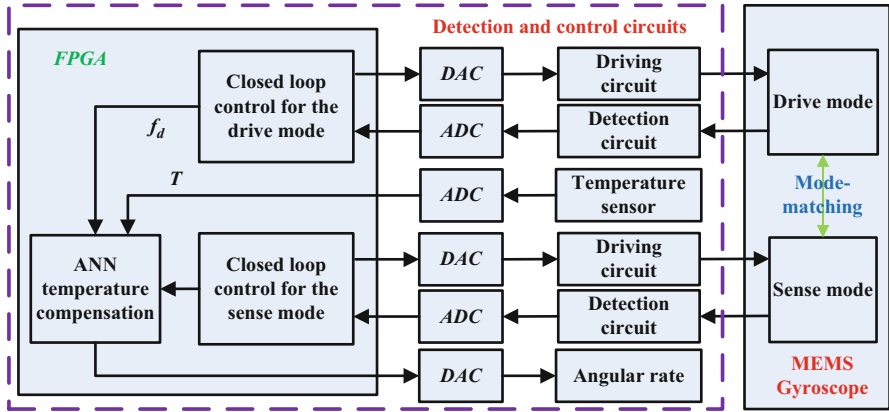 Detection and control circuits
FPGA
Closed loop
control for the
drive mode
DAC
Driving
circuit
ADC
Detection
circuit
Drive mode
f_d
T
ADC
Temperature
sensor
Mode-
matching
ANN
temperature
compensation
Closed loop
control for the
sense mode
DAC
Driving
circuit
ADC
Detection
circuit
Sense mode
DAC
Angular rate
MEMS
Gyroscope